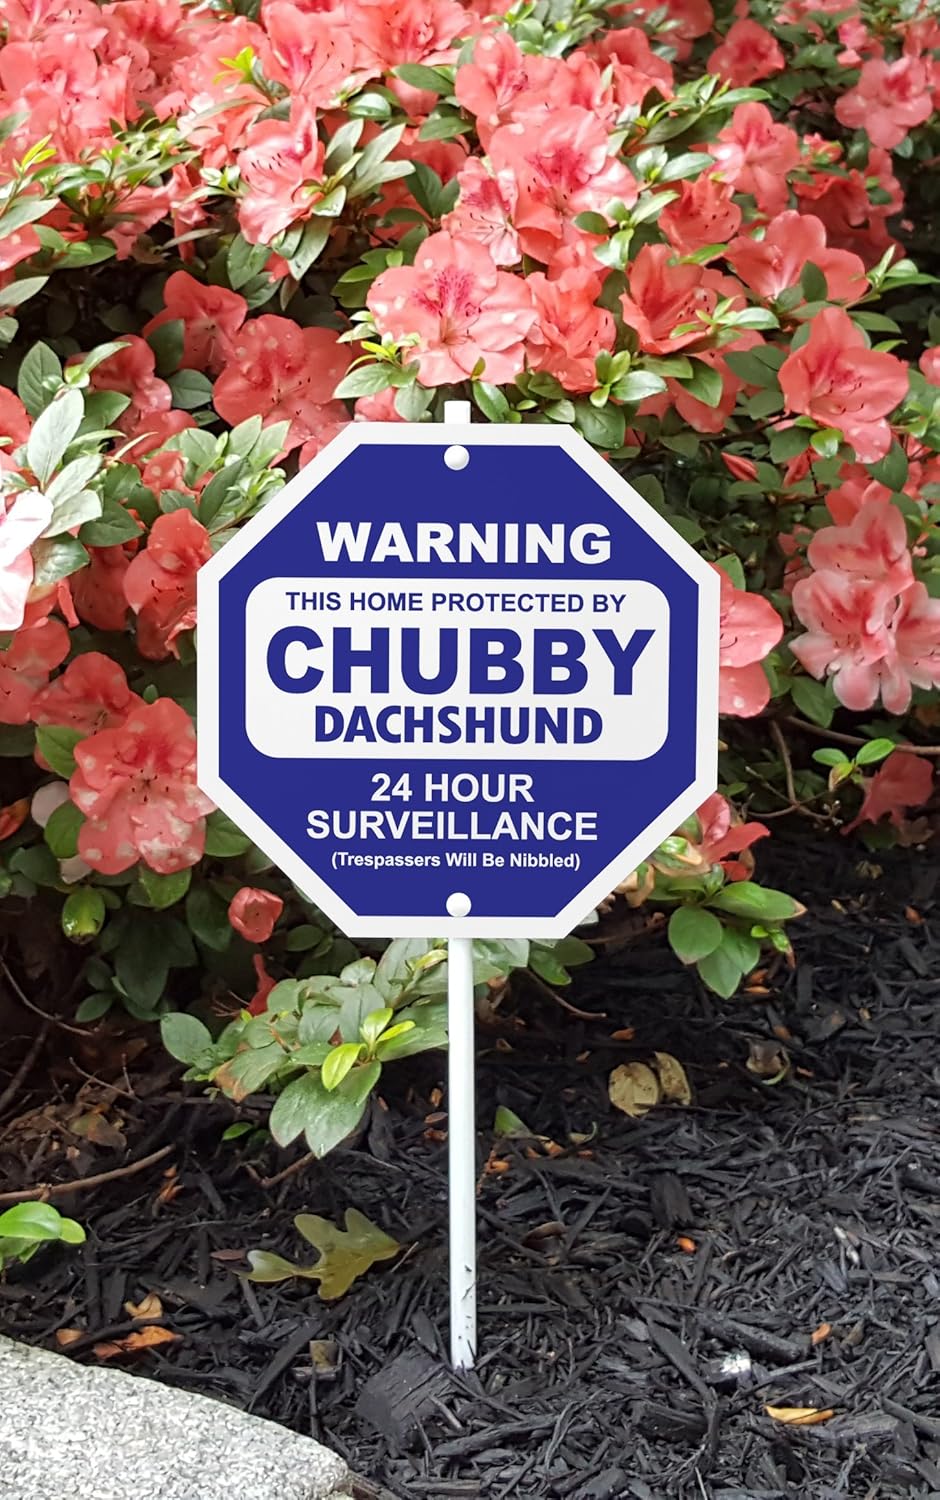 WARNING
THIS HOME PROTECTED BY
CHUBBY
DACHSHUND
24 HOUR
SURVEILLANCE
(Trespassers Will Be Nibbled)